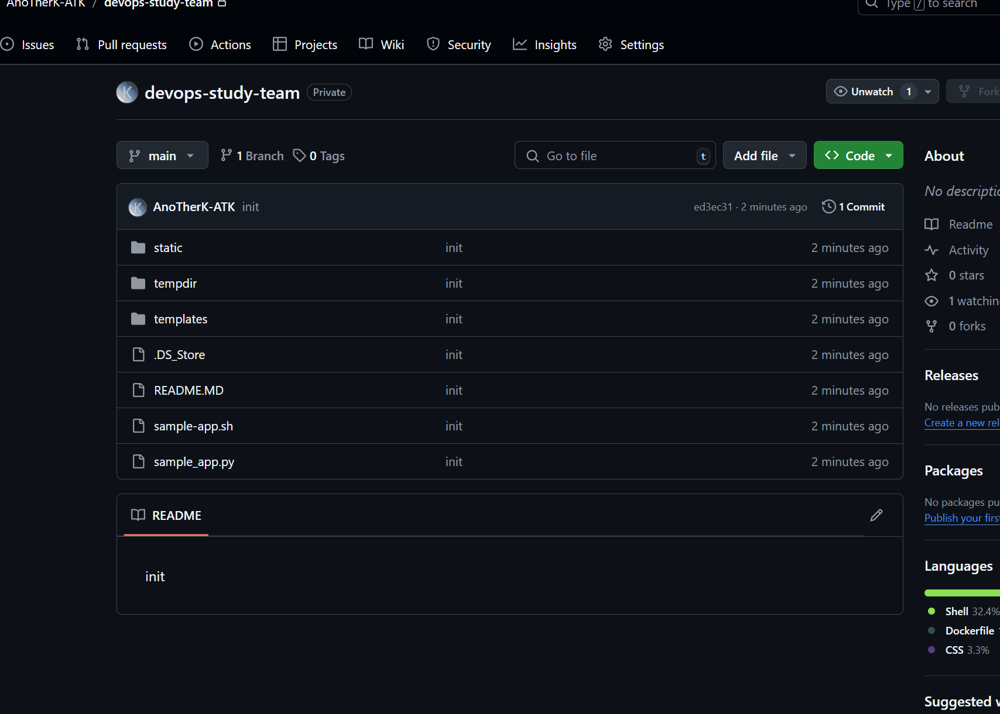 AnoTherK-ATK / devops-study-team
Type / to search
Issues Pull requests Actions Projects Wiki Security Insights Settings
K devops-study-team Private
Unwatch 1
Fork
main 1 Branch 0 Tags
Go to file t
Add file
Code
K AnoTherK-ATK init
ed3ec31 · 2 minutes ago 1 Commit
static init 2 minutes ago
tempdir init 2 minutes ago
templates init 2 minutes ago
.DS_Store init 2 minutes ago
README.MD init 2 minutes ago
sample-app.sh init 2 minutes ago
sample_app.py init 2 minutes ago
README
init
About
No descriptio
Readme
Activity
0 stars
1 watchin
0 forks
Releases
No releases pub
Create a new rel
Packages
No packages pu
Publish your first
Languages
Shell 32.4%
Dockerfile
CSS 3.3%
Suggested